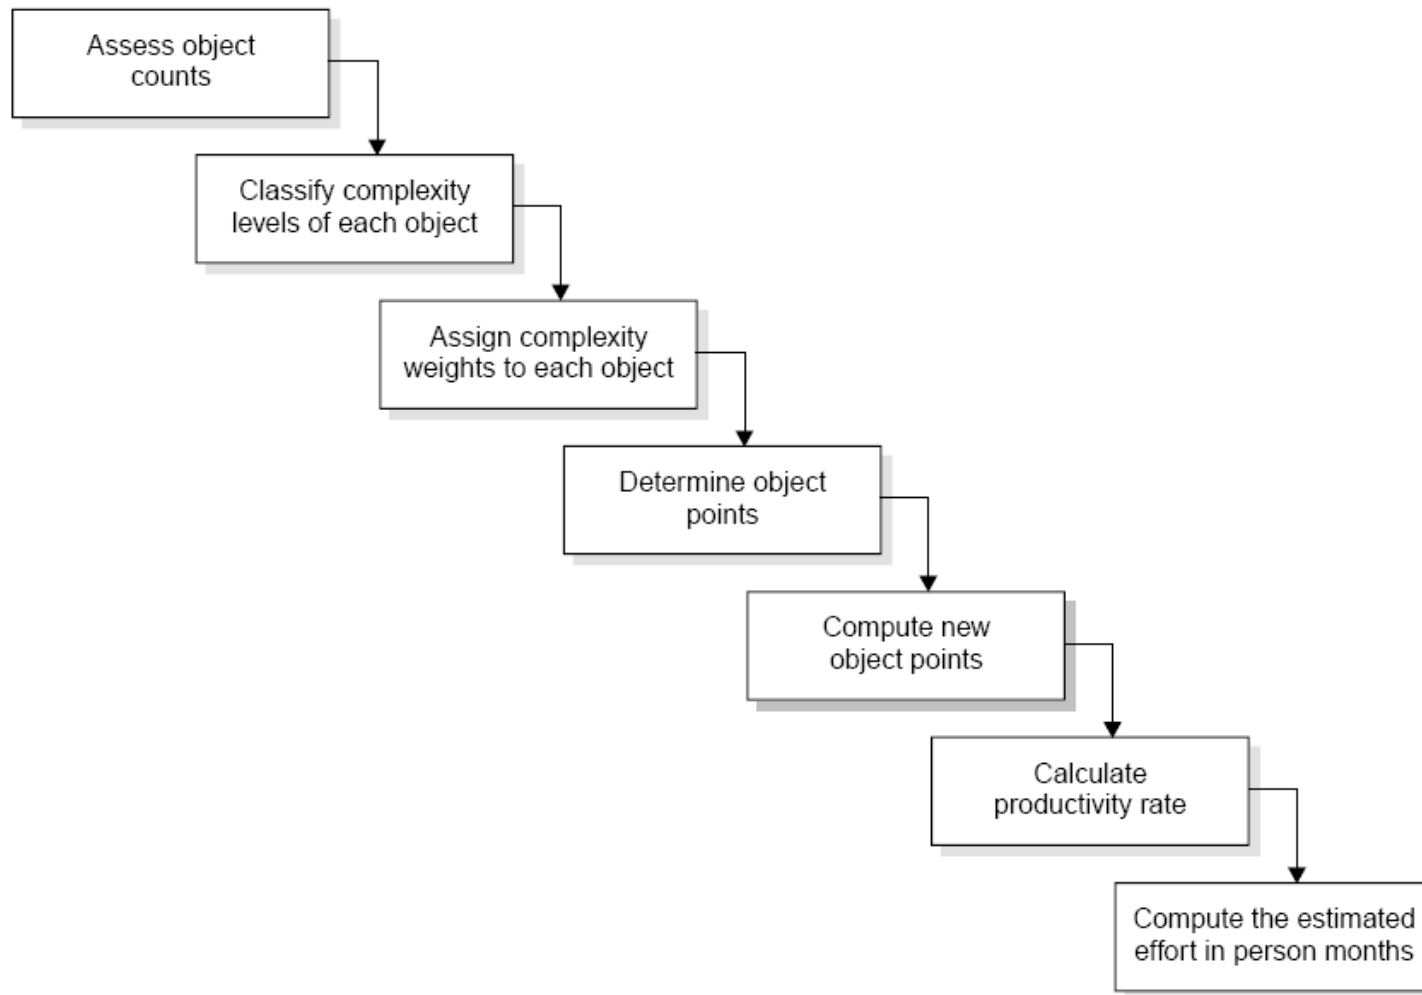 Assess object
counts
Classify complexity
levels of each object
Assign complexity
weights to each object
Determine object
points
Compute new
object points
Calculate
productivity rate
Compute the estimated
effort in person months